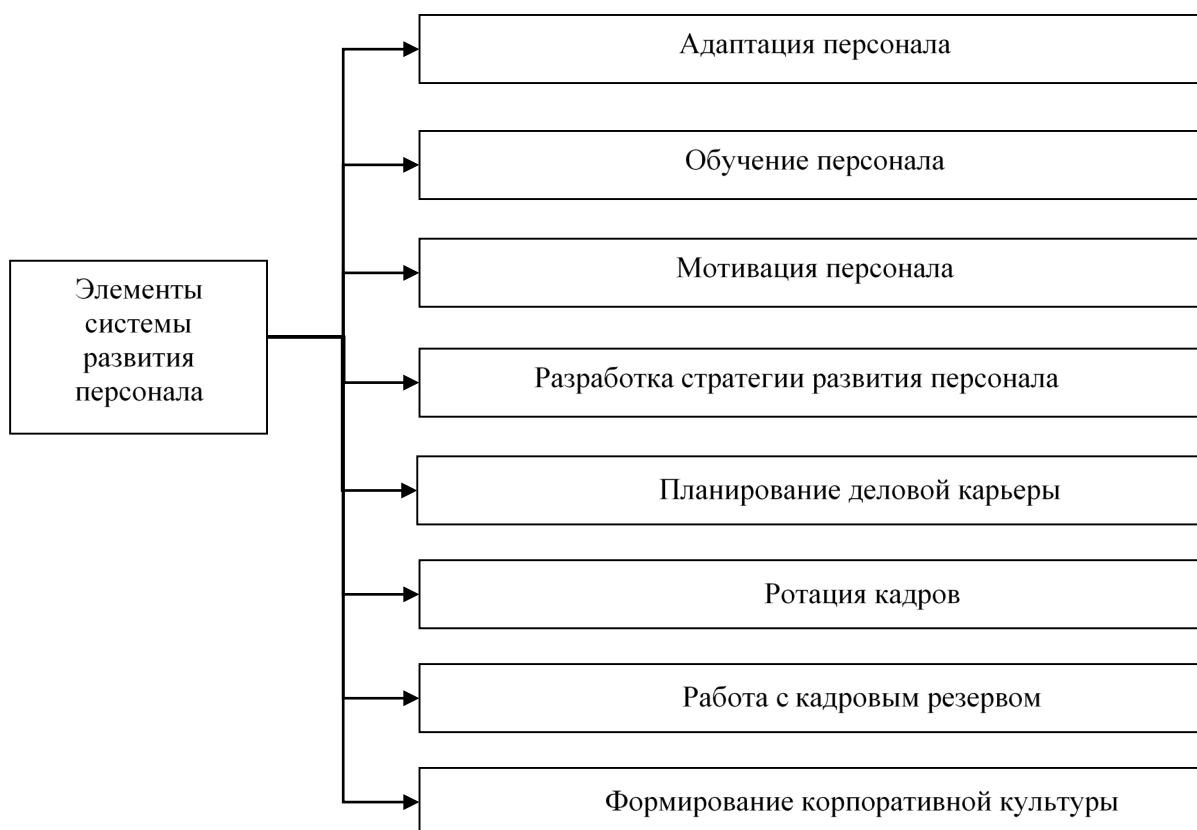 Адаптация персонала
Обучение персонала
Мотивация персонала
Элементы
системы
развития
персонала
Разработка стратегии развития персонала
Планирование деловой карьеры
Ротация кадров
Работа с кадровым резервом
Формирование корпоративной культуры